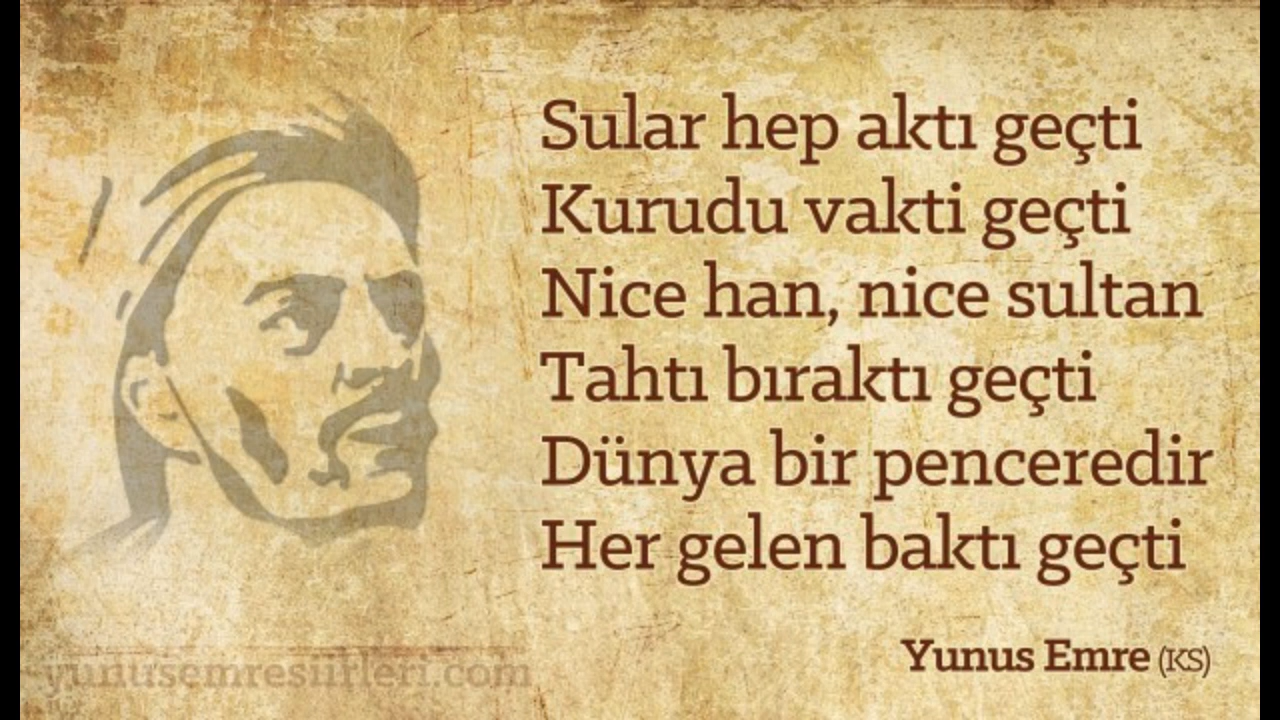 Sular hep aktı geçti
Kurudu vakti geçti
Nice han, nice sultan
Tahtı bıraktı geçti
Dünya bir penceredir
Her gelen baktı geçti
Yunus Emre (KS)
yunusemresiirleri.com